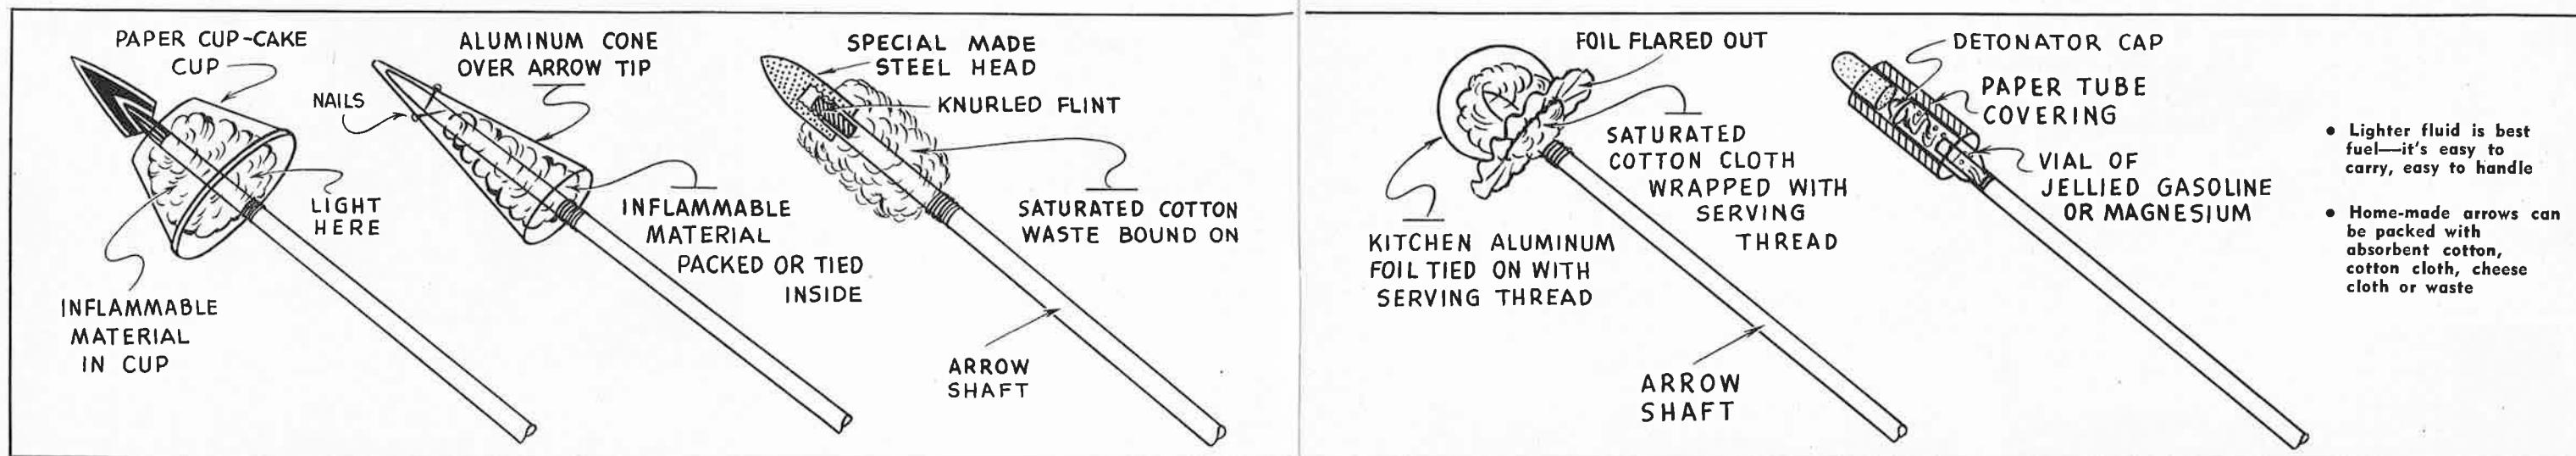 PAPER CUP-CAKE
CUP
LIGHT
HERE
INFLAMMABLE
MATERIAL
IN CUP
NAILS
ALUMINUM CONE
OVER ARROW TIP
INFLAMMABLE
MATERIAL
PACKED OR TIED
INSIDE
SPECIAL MADE
STEEL HEAD
KNURLED FLINT
SATURATED COTTON
WASTE BOUND ON
ARROW
SHAFT
FOIL FLARED OUT
SATURATED
COTTON CLOTH
WRAPPED WITH
SERVING
THREAD
KITCHEN ALUMINUM
FOIL TIED ON WITH
SERVING THREAD
ARROW
SHAFT
DETONATOR CAP
PAPER TUBE
COVERING
VIAL OF
JELLIED GASOLINE
OR MAGNESIUM
• Lighter fluid is best
fuel—it's easy to
carry, easy to handle
• Home-made arrows can
be packed with
absorbent cotton,
cotton cloth, cheese
cloth or waste